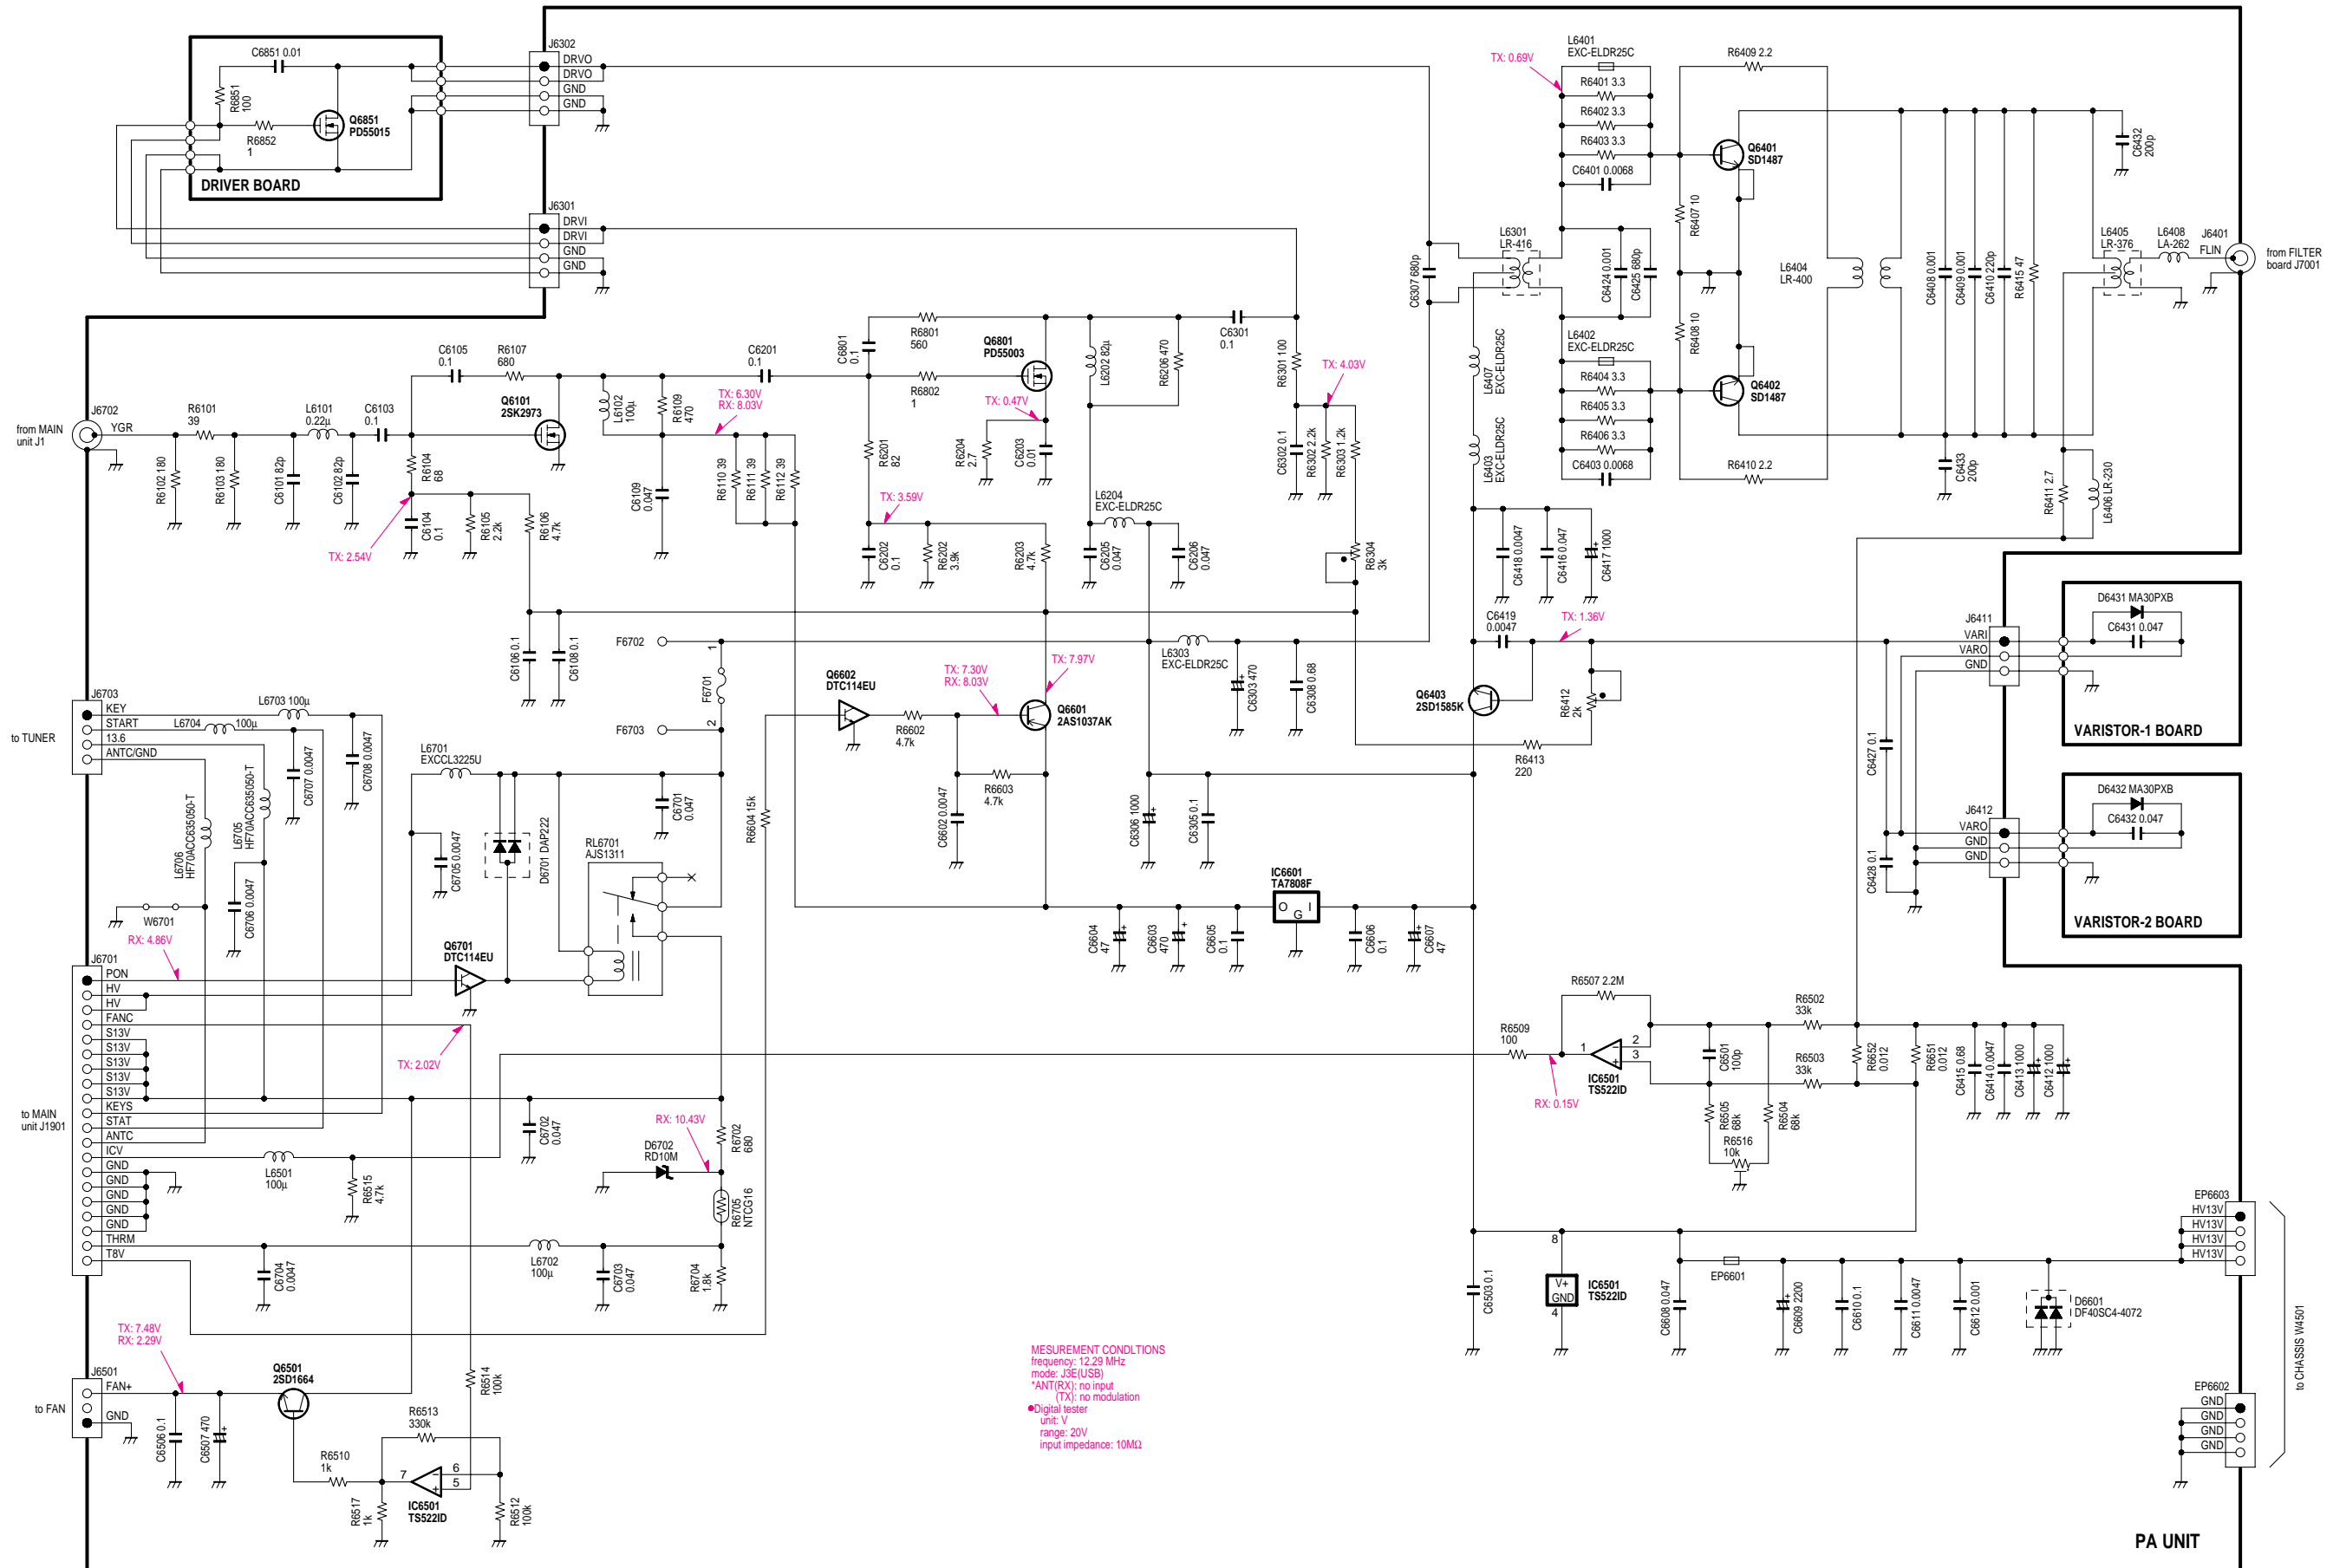 C6851 0.01
R6851
100
R6852
1
Q6851
PD55015
DRIVER BOARD
J6302
DRVO
DRVO
GND
GND
J6301
DRVI
DRVI
GND
GND
TX: 0.69V
L6401
EXC-ELDR25C
R6401 3.3
R6402 3.3
R6403 3.3
C6401 0.0068
R6409 2.2
Q6401
SD1487
C6432
200p
R6407 10
R6408 10
L6301
LR-416
C6307 680p
C6424 0.001
C6425 680p
L6404
LR-400
C6408 0.001
C6409 0.001
C6410 220p
R6415 47
L6405
LR-376
L6408
LA-262
J6401
FLIN
from FILTER
board J7001
L6402
EXC-ELDR25C
R6404 3.3
R6405 3.3
R6406 3.3
C6403 0.0068
Q6402
SD1487
R6410 2.2
C6433
200p
R6411 2.7
L6406 LR-230
L6407
EXC-ELDR25C
L6403
EXC-ELDR25C
from MAIN
unit J1
J6702
YGR
R6101
39
R6102 180
R6103 180
C6101 82p
L6101
0.22µ
C6102 82p
C6103
0.1
C6105
0.1
R6107
680
Q6101
2SK2973
R6104
68
C6104
0.1
R6105
2.2k
R6106
4.7k
TX: 2.54V
L6102
100µ
R6109
470
TX: 6.30V
RX: 8.03V
C6109
0.047
R6110 39
R6111 39
R6112 39
C6201
0.1
C6801
0.1
R6801
560
R6802
1
Q6801
PD55003
TX: 0.47V
R6201
82
R6204
2.7
C6203
0.01
TX: 3.59V
C6202
0.1
R6202
3.9k
R6203
4.7k
L6202 82µ
R6206 470
L6204
EXC-ELDR25C
C6205
0.047
C6206
0.047
C6301
0.1
R6301 100
TX: 4.03V
C6302 0.1
R6302 2.2k
R6303 1.2k
R6304
3k
C6418 0.0047
C6416 0.047
C6417 1000
C6419
0.0047
TX: 1.36V
Q6403
2SD1585K
R6412
2k
R6413
220
C6106 0.1
C6108 0.1
F6702
1
F6701
2
F6703
L6303
EXC-ELDR25C
C6303 470
C6308 0.68
Q6602
DTC114EU
R6602
4.7k
TX: 7.30V
RX: 8.03V
TX: 7.97V
Q6601
2AS1037AK
R6603
4.7k
C6602 0.0047
R6604 15k
C6306 1000
C6305 0.1
J6411
VARI
VARO
GND
D6431 MA30PXB
C6431 0.047
VARISTOR-1 BOARD
C6427 0.1
C6428 0.1
J6412
VARO
GND
GND
D6432 MA30PXB
C6432 0.047
VARISTOR-2 BOARD
to TUNER
J6703
KEY
START
13.6
ANTC/GND
L6703 100µ
L6704
100µ
C6707 0.0047
C6708 0.0047
L6706
HF70ACC635050-T
L6705
HF70ACC635050-T
C6706 0.0047
W6701
L6701
EXCCL3225U
C6705 0.0047
D6701 DAP222
C6701
0.047
RL6701
AJS1311
RX: 4.86V
Q6701
DTC114EU
IC6601
TA7808F
O
G
I
C6604
47
C6603
470
C6605
0.1
C6606
0.1
C6607
47
to MAIN
unit J1901
J6701
PON
HV
HV
FANC
S13V
S13V
S13V
S13V
S13V
KEYS
STAT
ANTC
ICV
GND
GND
GND
GND
GND
THRM
T8V
TX: 2.02V
C6702
0.047
D6702
RD10M
RX: 10.43V
R6702
680
R6705
NTCG16
L6501
100µ
R6515
4.7k
C6704
0.0047
L6702
100µ
C6703
0.047
R6704
1.8k
R6507 2.2M
R6509
100
1
2
3
IC6501
TS522ID
RX: 0.15V
C6501
100p
R6502
33k
R6503
33k
R6505
68k
R6504
68k
R6516
10k
R6652
0.012
R6651
0.012
C6415 0.68
C6414 0.0047
C6413 1000
C6412 1000
C6503 0.1
8
V+
GND
4
IC6501
TS522ID
C6608 0.047
EP6601
C6609 2200
C6610 0.1
C6611 0.0047
C6612 0.001
D6601
DF40SC4-4072
EP6603
HV13V
HV13V
HV13V
HV13V
EP6602
GND
GND
GND
GND
to CHASSIS W4501
TX: 7.48V
RX: 2.29V
to FAN
J6501
FAN+
GND
C6506 0.1
C6507 470
Q6501
2SD1664
R6510
1k
R6517
1k
R6513
330k
R6514
100k
7
6
5
IC6501
TS522ID
R6512
100k
MESUREMENT CONDLTIONS
frequency: 12.29 MHz
mode: J3E(USB)
*ANT(RX): no input
(TX): no modulation
●Digital tester
unit: V
range: 20V
input impedance: 10MΩ
PA UNIT